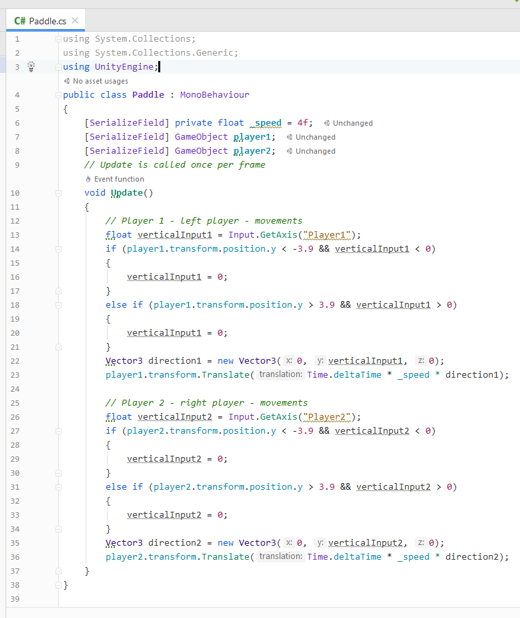 C# Paddle.cs ×
1 using System.Collections;
2 using System.Collections.Generic;
3 using UnityEngine;
No asset usages
4 public class Paddle : MonoBehaviour
5 {
6 [SerializeField] private float _speed = 4f; Unchanged
7 [SerializeField] GameObject player1; Unchanged
8 [SerializeField] GameObject player2; Unchanged
9 // Update is called once per frame
Event function
10 void Update()
11 {
12 // Player 1 - left player - movements
13 float verticalInput1 = Input.GetAxis("Player1");
14 if (player1.transform.position.y < -3.9 && verticalInput1 < 0)
15 {
16 verticalInput1 = 0;
17 }
18 else if (player1.transform.position.y > 3.9 && verticalInput1 > 0)
19 {
20 verticalInput1 = 0;
21 }
22 Vector3 direction1 = new Vector3(x: 0, y: verticalInput1, z: 0);
23 player1.transform.Translate(translation: Time.deltaTime * _speed * direction1);
24
25 // Player 2 - right player - movements
26 float verticalInput2 = Input.GetAxis("Player2");
27 if (player2.transform.position.y < -3.9 && verticalInput2 < 0)
28 {
29 verticalInput2 = 0;
30 }
31 else if (player2.transform.position.y > 3.9 && verticalInput2 > 0)
32 {
33 verticalInput2 = 0;
34 }
35 Vector3 direction2 = new Vector3(x: 0, y: verticalInput2, z: 0);
36 player2.transform.Translate(translation: Time.deltaTime * _speed * direction2);
37 }
38 }
39